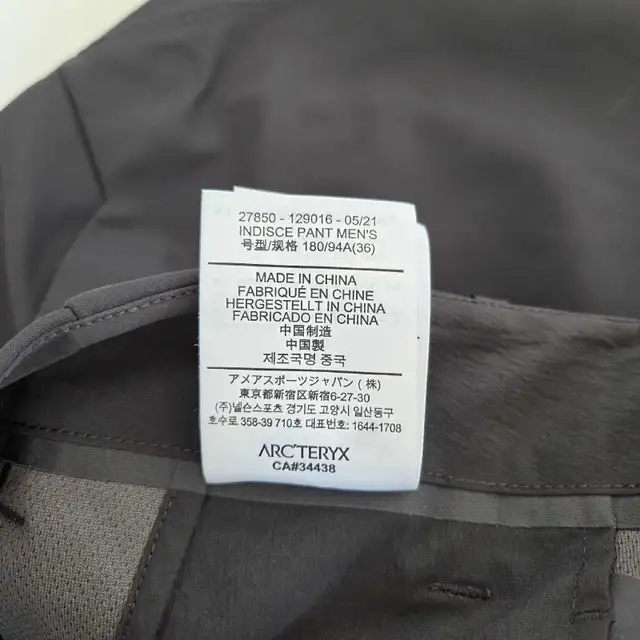 27850 - 129016 - 05/21
INDISCE PANT MEN'S
号型/规格 180/94A(36)
MADE IN CHINA
FABRIQUÉ EN CHINE
HERGESTELLT IN CHINA
FABRICADO EN CHINA
中国制造
中国製
제조국명 중국
アメアスポーツジャパン (株)
東京都新宿区新宿6-27-30
(주)넬슨스포츠 경기도 고양시 일산동구
호수로 358-39 710호 대표번호: 1644-1708
ARC'TERYX
CA#34438